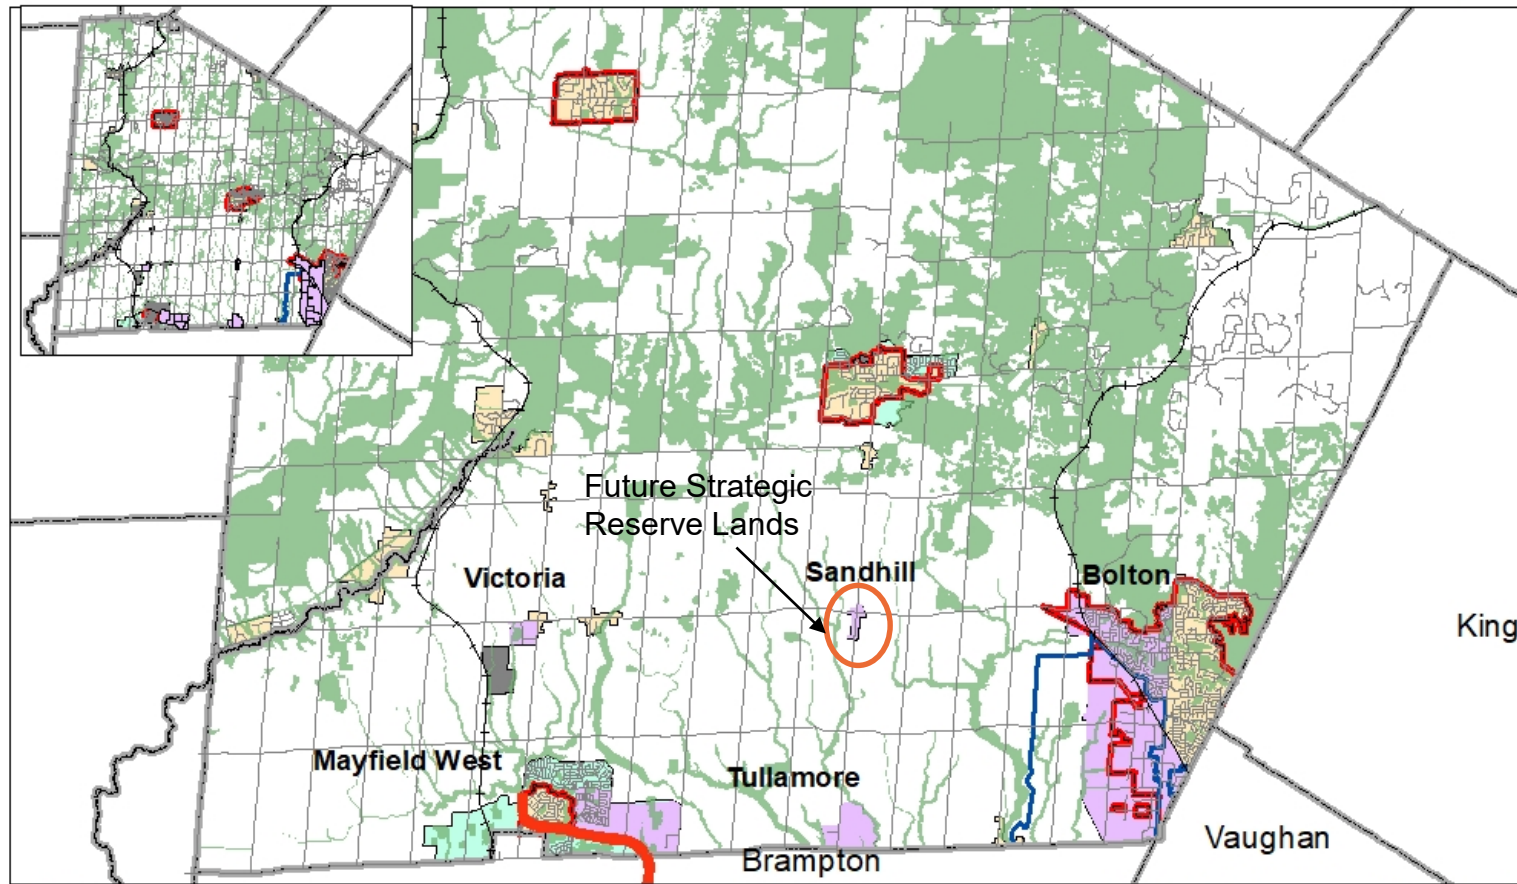 Future Strategic
Reserve Lands
Victoria
Sandhill
Bolton
King
Mayfield West
Tullamore
Brampton
Vaughan